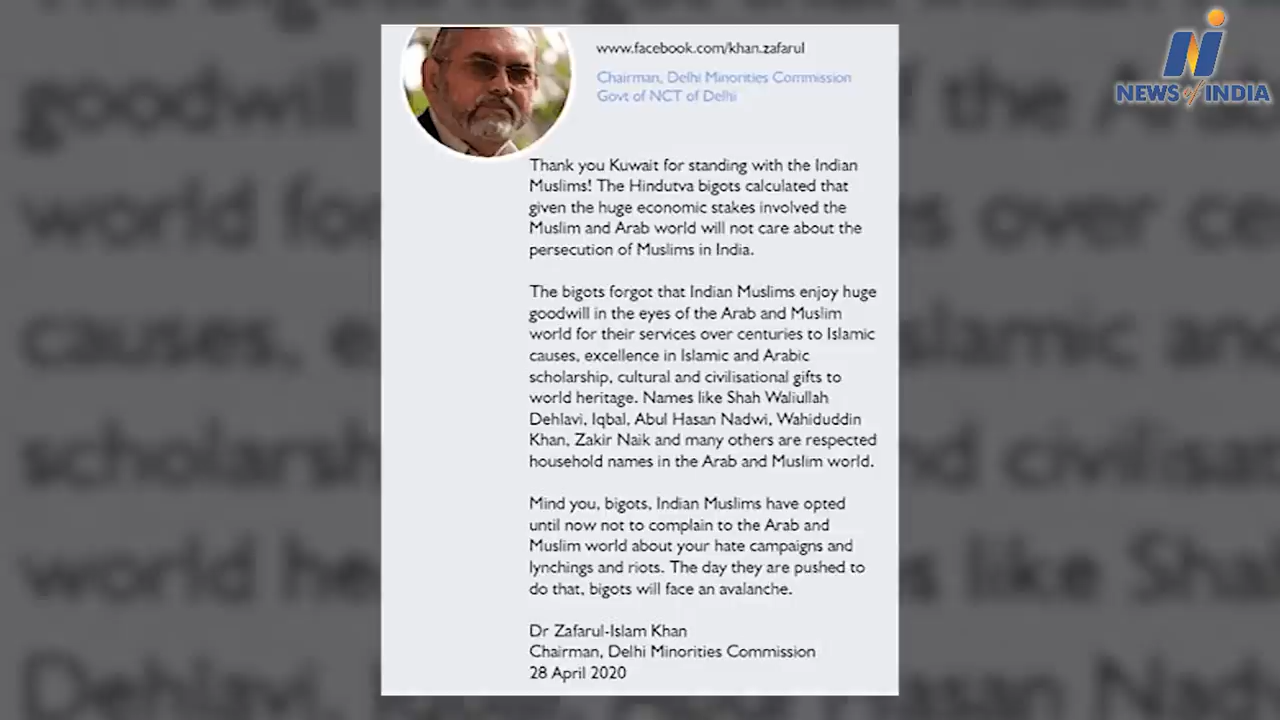 www.facebook.com/khan.zafarul
Chairman, Delhi Minorities Commission
Govt of NCT of Delhi
NEWS of INDIA
Thank you Kuwait for standing with the Indian
Muslims! The Hindutva bigots calculated that
given the huge economic stakes involved the
Muslim and Arab world will not care about the
persecution of Muslims in India.
The bigots forgot that Indian Muslims enjoy huge
goodwill in the eyes of the Arab and Muslim
world for their services over centuries to Islamic
causes, excellence in Islamic and Arabic
scholarship, cultural and civilisational gifts to
world heritage. Names like Shah Waliullah
Dehlavi, Iqbal, Abul Hasan Nadwi, Wahiduddin
Khan, Zakir Naik and many others are respected
household names in the Arab and Muslim world.
Mind you, bigots, Indian Muslims have opted
until now not to complain to the Arab and
Muslim world about your hate campaigns and
lynchings and riots. The day they are pushed to
do that, bigots will face an avalanche.
Dr Zafarul-Islam Khan
Chairman, Delhi Minorities Commission
28 April 2020